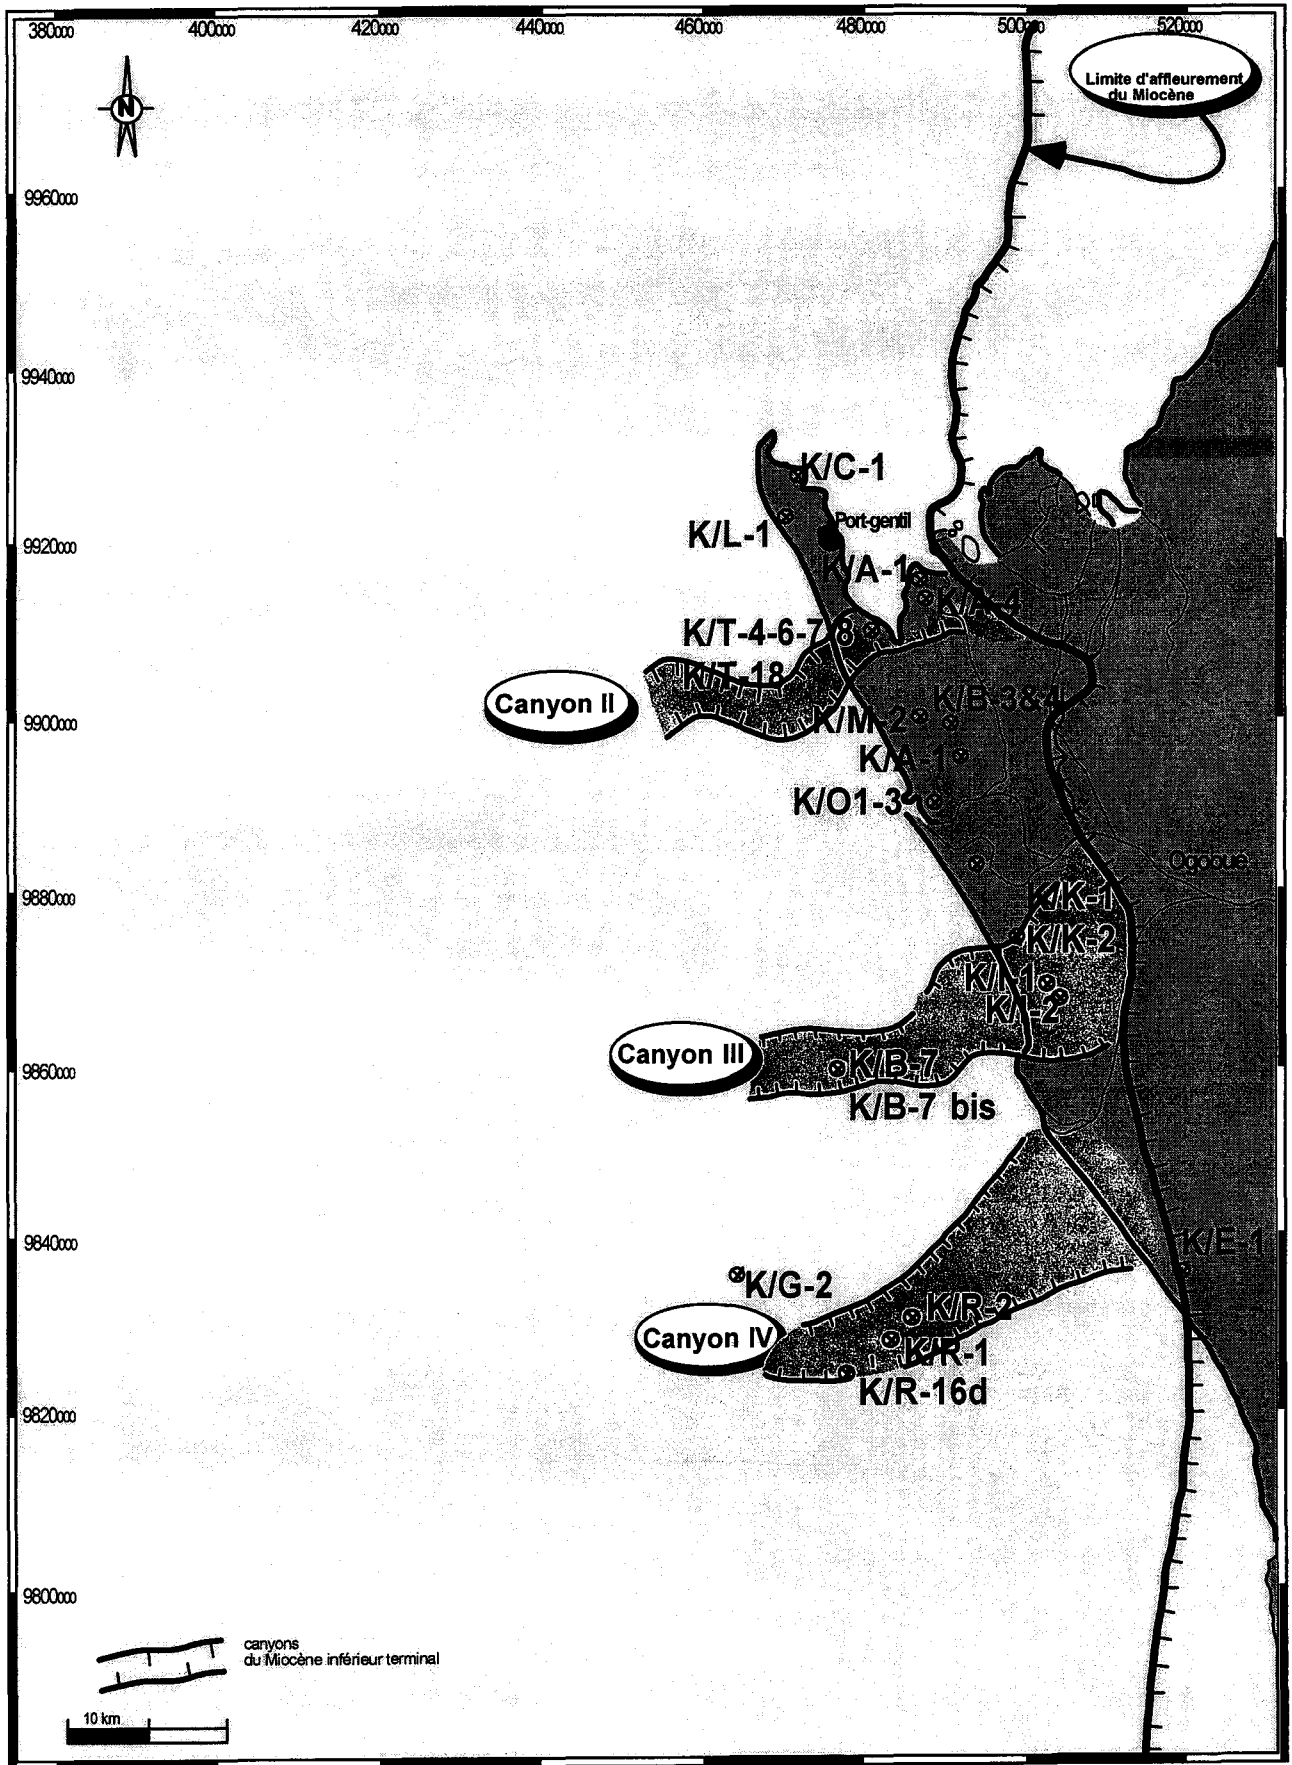 380000 400000 420000 440000 460000 480000 500000 520000
Limite d'affleurement
du Miocène
N
9960000
9940000
K/C-1
Port-gentil
K/L-1
9920000
K/A-1
K/A-4
K/T-4-6-7-8
K/T-18
Canyon II
K/B-3&4
9900000
K/M-2
K/A-1
K/O1-3
Ogooué
9880000
K/K-1
K/K-2
K/I-1
K/I-2
Canyon III
K/B-7
9860000
K/B-7 bis
9840000
K/E-1
K/G-2
K/R-2
Canyon IV
K/R-1
K/R-16d
9820000
9800000
canyons
du Miocène inférieur terminal
10 km